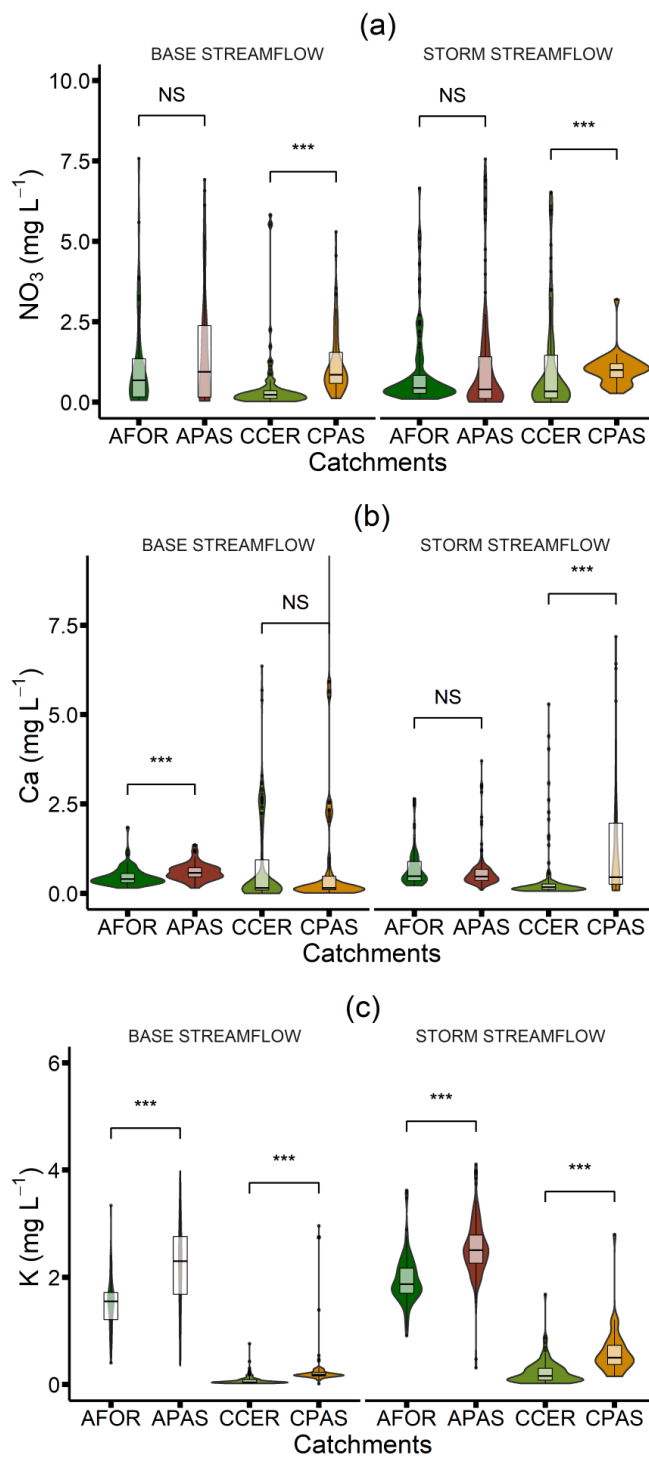 (a)
BASE STREAMFLOW STORM STREAMFLOW
10.0
NS NS
*** ***
7.5
5.0
2.5
0.0
NO₃ (mg L⁻¹)
AFOR APAS CCER CPAS AFOR APAS CCER CPAS
Catchments
(b)
BASE STREAMFLOW STORM STREAMFLOW
***
NS
7.5
NS
5.0
***
2.5
0.0
Ca (mg L⁻¹)
AFOR APAS CCER CPAS AFOR APAS CCER CPAS
Catchments
(c)
BASE STREAMFLOW STORM STREAMFLOW
6
*** ***
*** ***
4
2
0
K (mg L⁻¹)
AFOR APAS CCER CPAS AFOR APAS CCER CPAS
Catchments